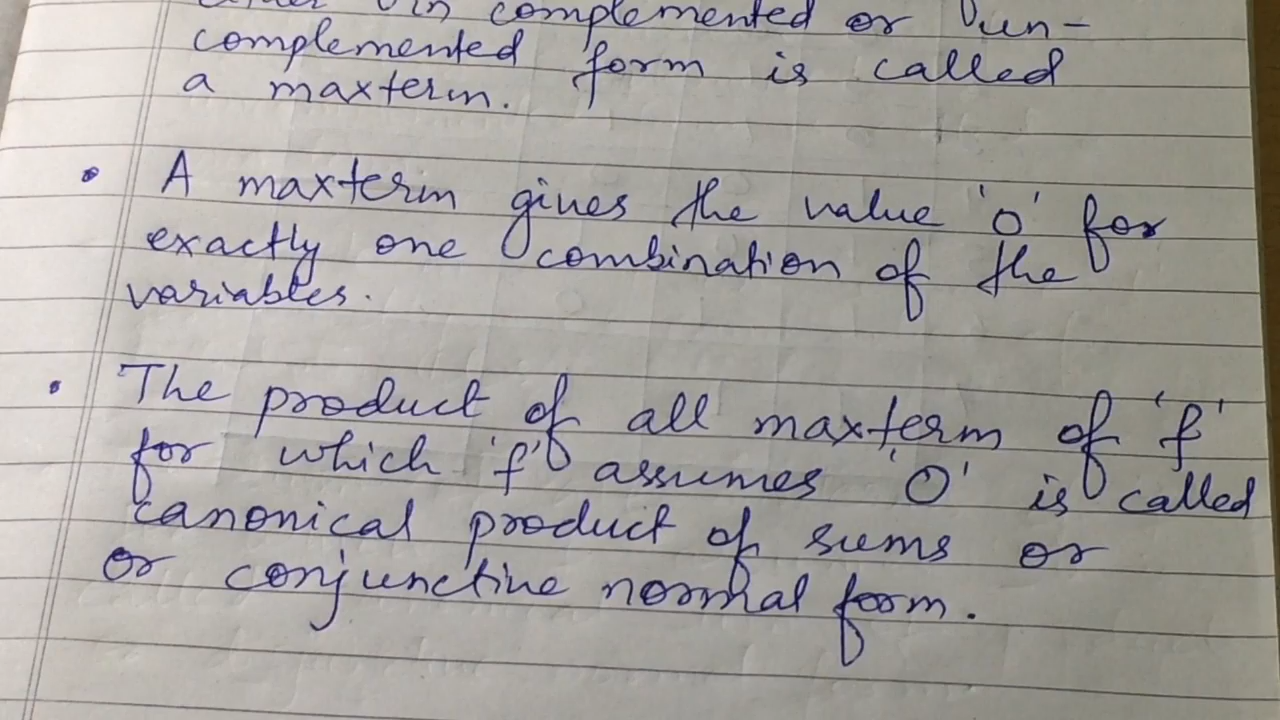 in complemented or un-
complemented form is called
a maxterm.
• A maxterm gives the value 'o' for
exactly one combination of the
variables.
• The product of all maxterm of 'f'
for which 'f' assumes 'O' is called
canonical product of sums or
or conjunctive normal form.